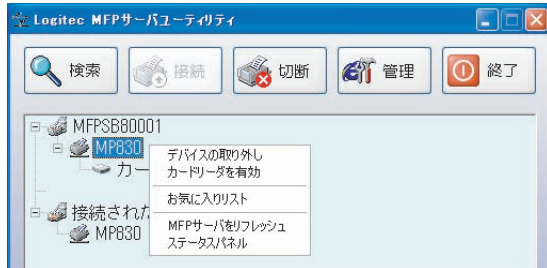 Logitec MFPサーバユーティリティ
検索 接続 切断 管理 終了
MFPSB80001
MP830
デバイスの取り外し
カー
カードリーダを有効
お気に入りリスト
接続された
MFPサーバをリフレッシュ
MP830
ステータスパネル